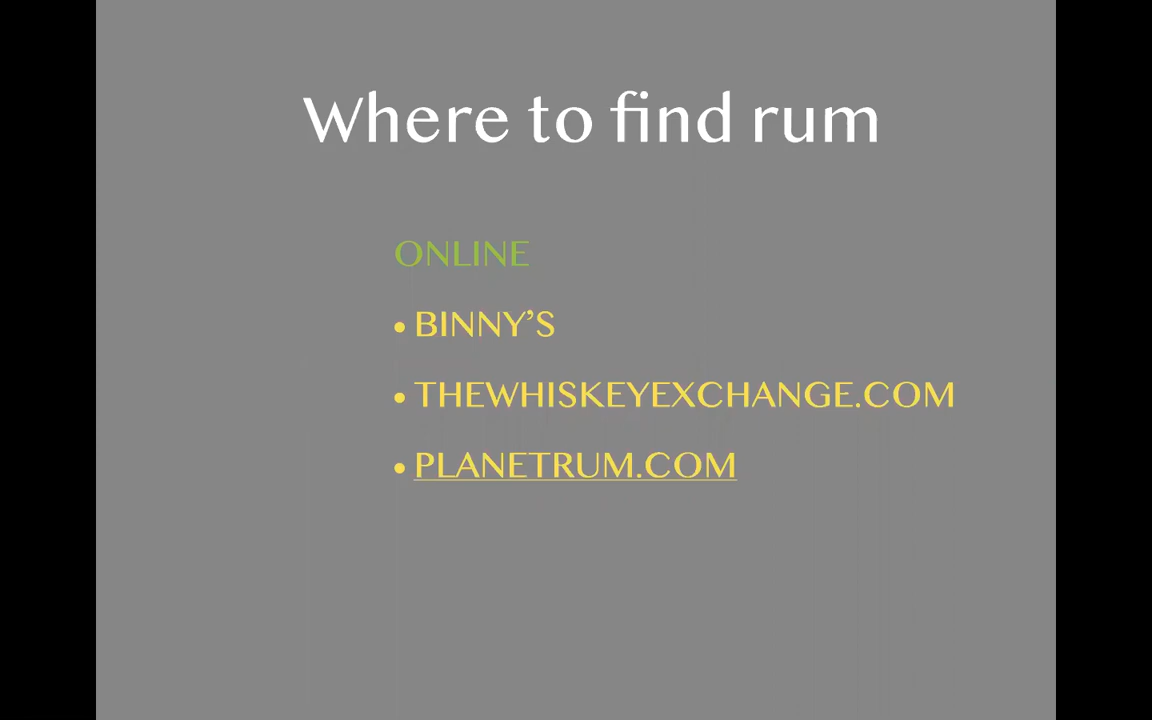 Where to find rum
ONLINE
• BINNY’S
• THEWHISKEYEXCHANGE.COM
• PLANETRUM.COM